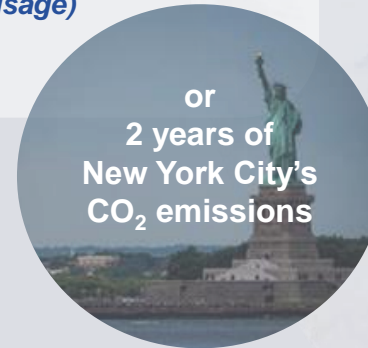 usage)
or
2 years of
New York City's
CO₂ emissions